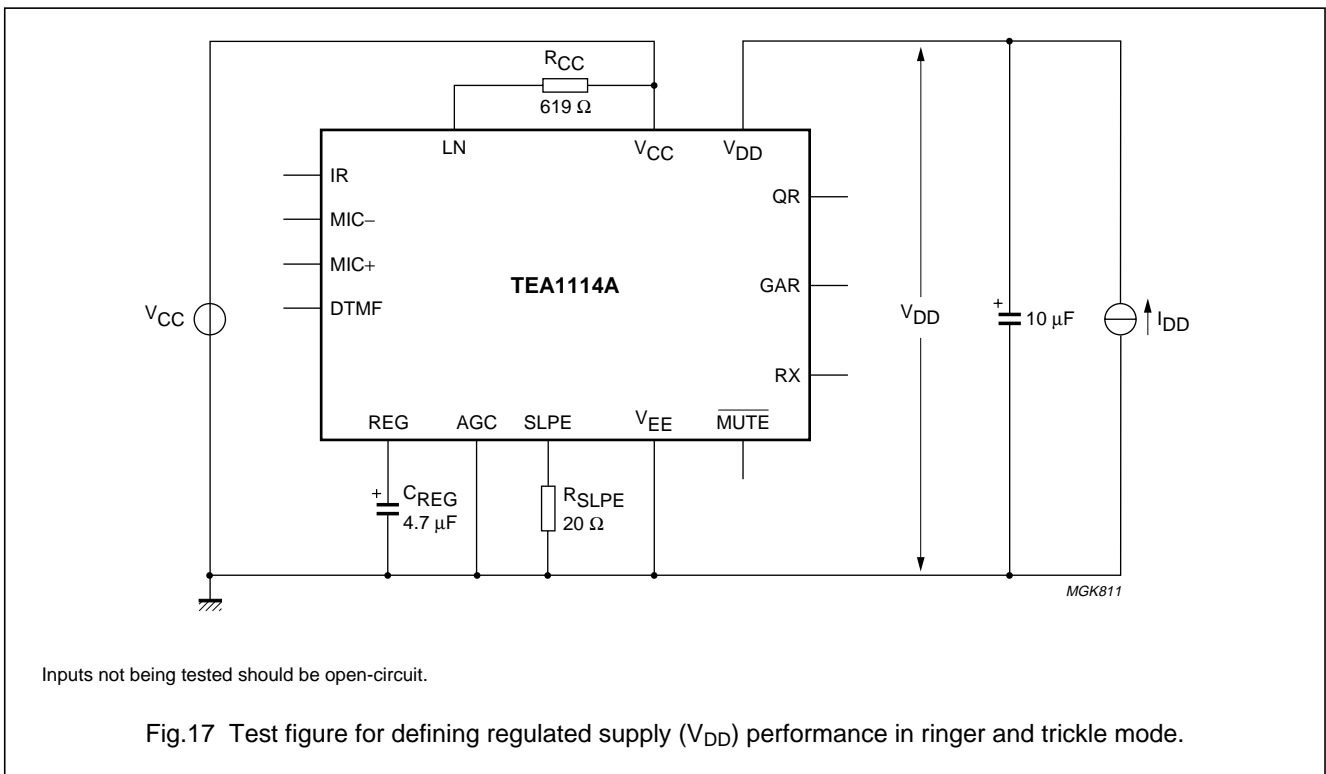 RCC
619 Ω
LN
VCC
VDD
IR
MIC−
MIC+
DTMF
TEA1114A
QR
GAR
RX
VCC
VDD
10 μF
IDD
REG
AGC
SLPE
VEE
MUTE
+
CREG
4.7 μF
RSLPE
20 Ω
+
MGK811
Inputs not being tested should be open-circuit.
Fig.17 Test figure for defining regulated supply (VDD) performance in ringer and trickle mode.